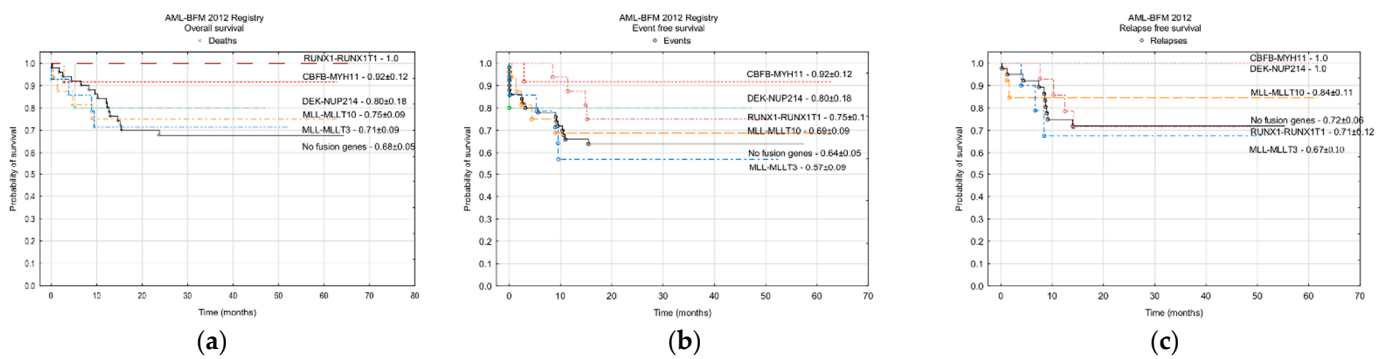 AML-BFM 2012 Registry
Overall survival
Deaths
RUNX1-RUNX1T1 - 1.0
CBFB-MYH11 - 0.92±0.12
DEK-NUP214 - 0.80±0.18
MLL-MLLT10 - 0.75±0.09
MLL-MLLT3 - 0.71±0.09
No fusion genes - 0.68±0.05
Probability of survival
1.0
0.9
0.8
0.7
0.6
0.5
0.4
0.3
0.2
0.1
0.0
0 10 20 30 40 50 60 70 80
Time (months)
(a)
AML-BFM 2012 Registry
Event free survival
Events
CBFB-MYH11 - 0.92±0.12
DEK-NUP214 - 0.80±0.18
RUNX1-RUNX1T1 - 0.75±0.11
MLL-MLLT10 - 0.69±0.09
No fusion genes - 0.64±0.05
MLL-MLLT3 - 0.57±0.09
Probability of survival
1.0
0.9
0.8
0.7
0.6
0.5
0.4
0.3
0.2
0.1
0.0
0 10 20 30 40 50 60 70
Time (months)
(b)
AML-BFM 2012
Relapse free survival
Relapses
CBFB-MYH11 - 1.0
DEK-NUP214 - 1.0
MLL-MLLT10 - 0.84±0.11
No fusion genes - 0.72±0.06
RUNX1-RUNX1T1 - 0.71±0.12
MLL-MLLT3 - 0.67±0.10
Probability of survival
1.0
0.9
0.8
0.7
0.6
0.5
0.4
0.3
0.2
0.1
0.0
0 10 20 30 40 50 60 70
Time (months)
(c)